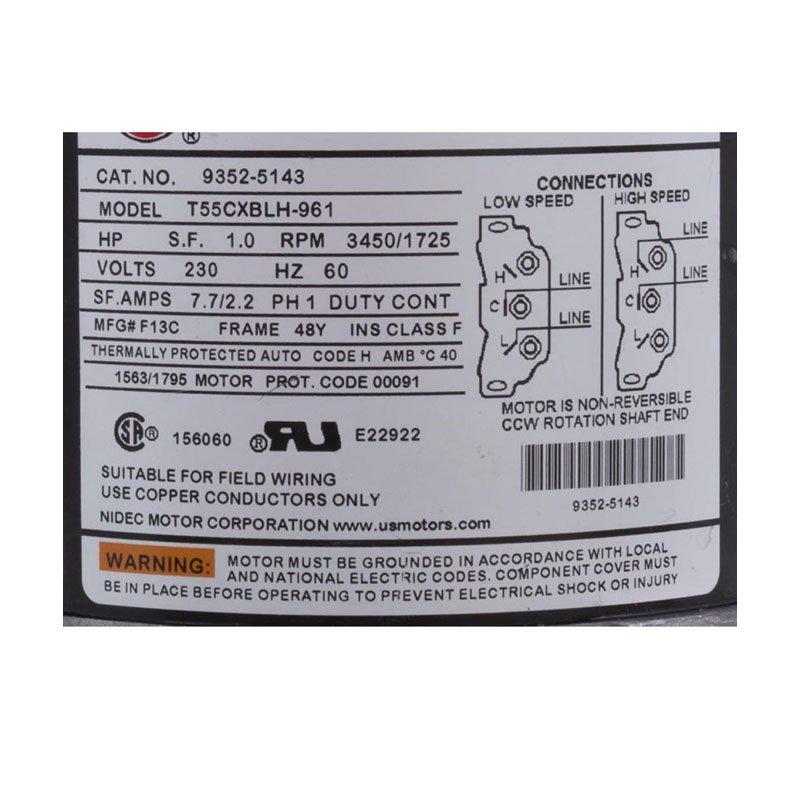 ®
CAT. NO. 9352-5143
MODEL T55CXBLH-961
HP S.F. 1.0 RPM 3450/1725
VOLTS 230 HZ 60
SF.AMPS 7.7/2.2 PH 1 DUTY CONT
MFG# F13C FRAME 48Y INS CLASS F
THERMALLY PROTECTED AUTO CODE H AMB °C 40
1563/1795 MOTOR PROT. CODE 00091
CONNECTIONS
LOW SPEED HIGH SPEED
H LINE
C LINE
L LINE
H LINE
C LINE
L
MOTOR IS NON-REVERSIBLE
CCW ROTATION SHAFT END
SA® 156060 ®RU E22922
9352-5143
SUITABLE FOR FIELD WIRING
USE COPPER CONDUCTORS ONLY
NIDEC MOTOR CORPORATION www.usmotors.com
WARNING: MOTOR MUST BE GROUNDED IN ACCORDANCE WITH LOCAL
AND NATIONAL ELECTRIC CODES. COMPONENT COVER MUST
BE IN PLACE BEFORE OPERATING TO PREVENT ELECTRICAL SHOCK OR INJURY